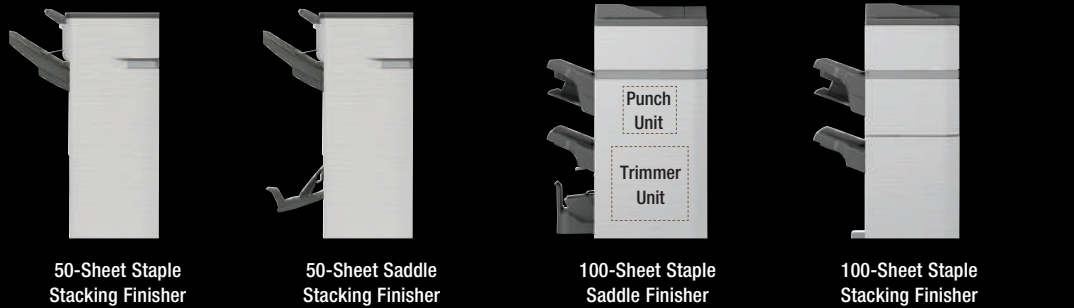 Punch
Unit
Trimmer
Unit
50-Sheet Staple
Stacking Finisher
50-Sheet Saddle
Stacking Finisher
100-Sheet Staple
Saddle Finisher
100-Sheet Staple
Stacking Finisher